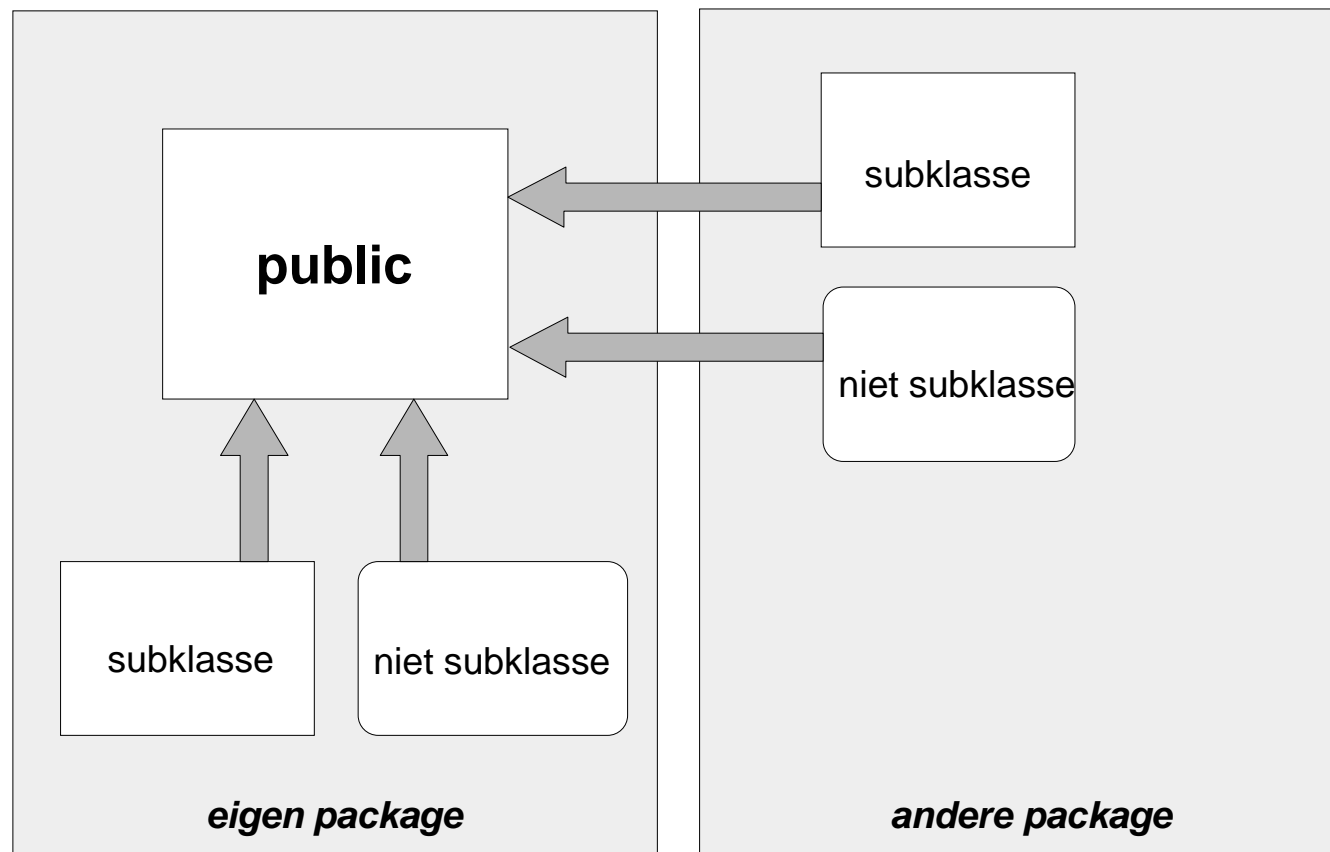 public
subklasse
niet subklasse
eigen package
subklasse
niet subklasse
andere package